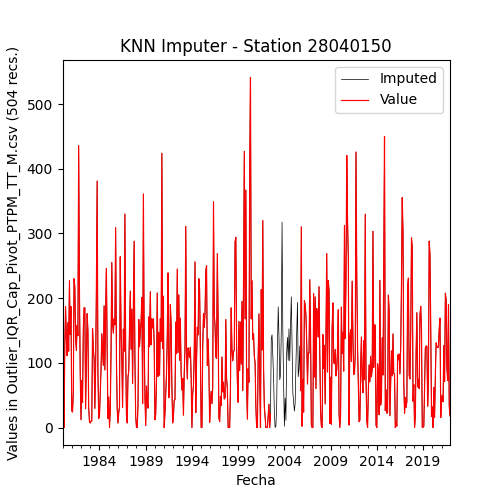 KNN Imputer - Station 28040150
Values in Outlier_IQR_Cap_Pivot_PTPM_TT_M.csv (504 recs.)
500
400
300
200
100
0
Imputed
Value
1984 1989 1994 1999 2004 2009 2014 2019
Fecha